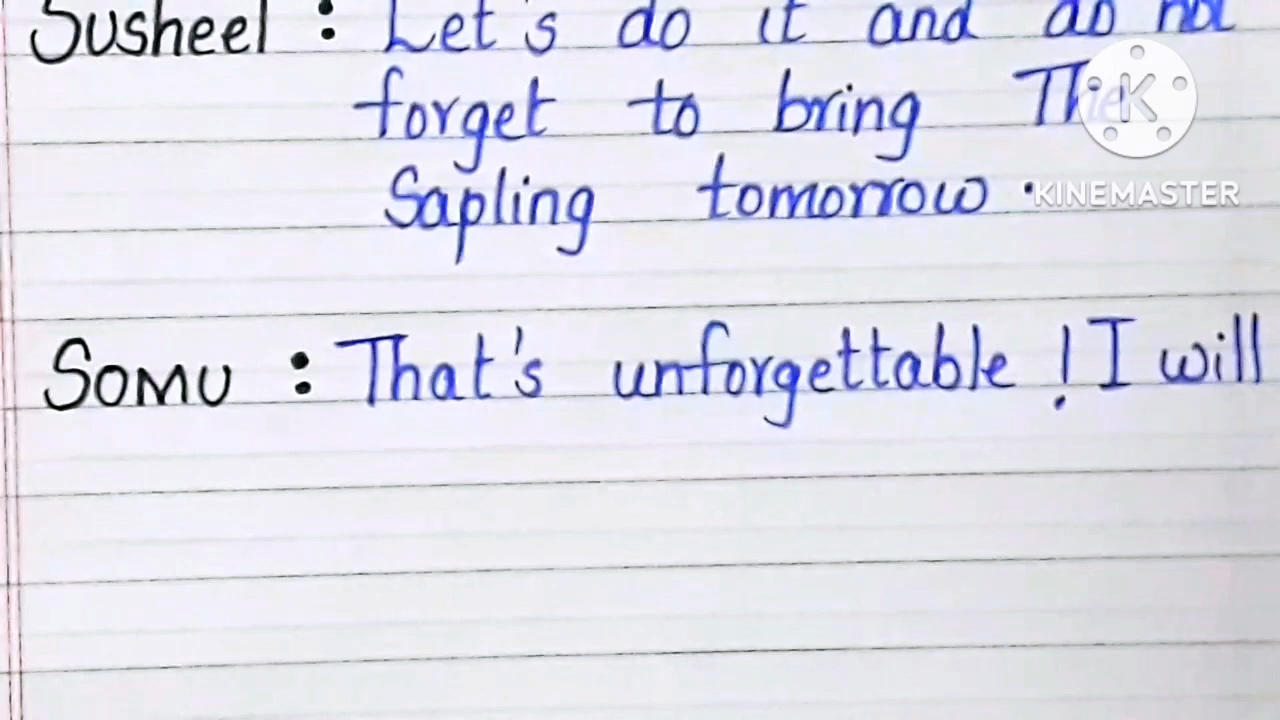 Susheel : Let's do it and do not
forget to bring The
Sapling tomorrow .
KINEMASTER
Somu : That's unforgettable ! I will